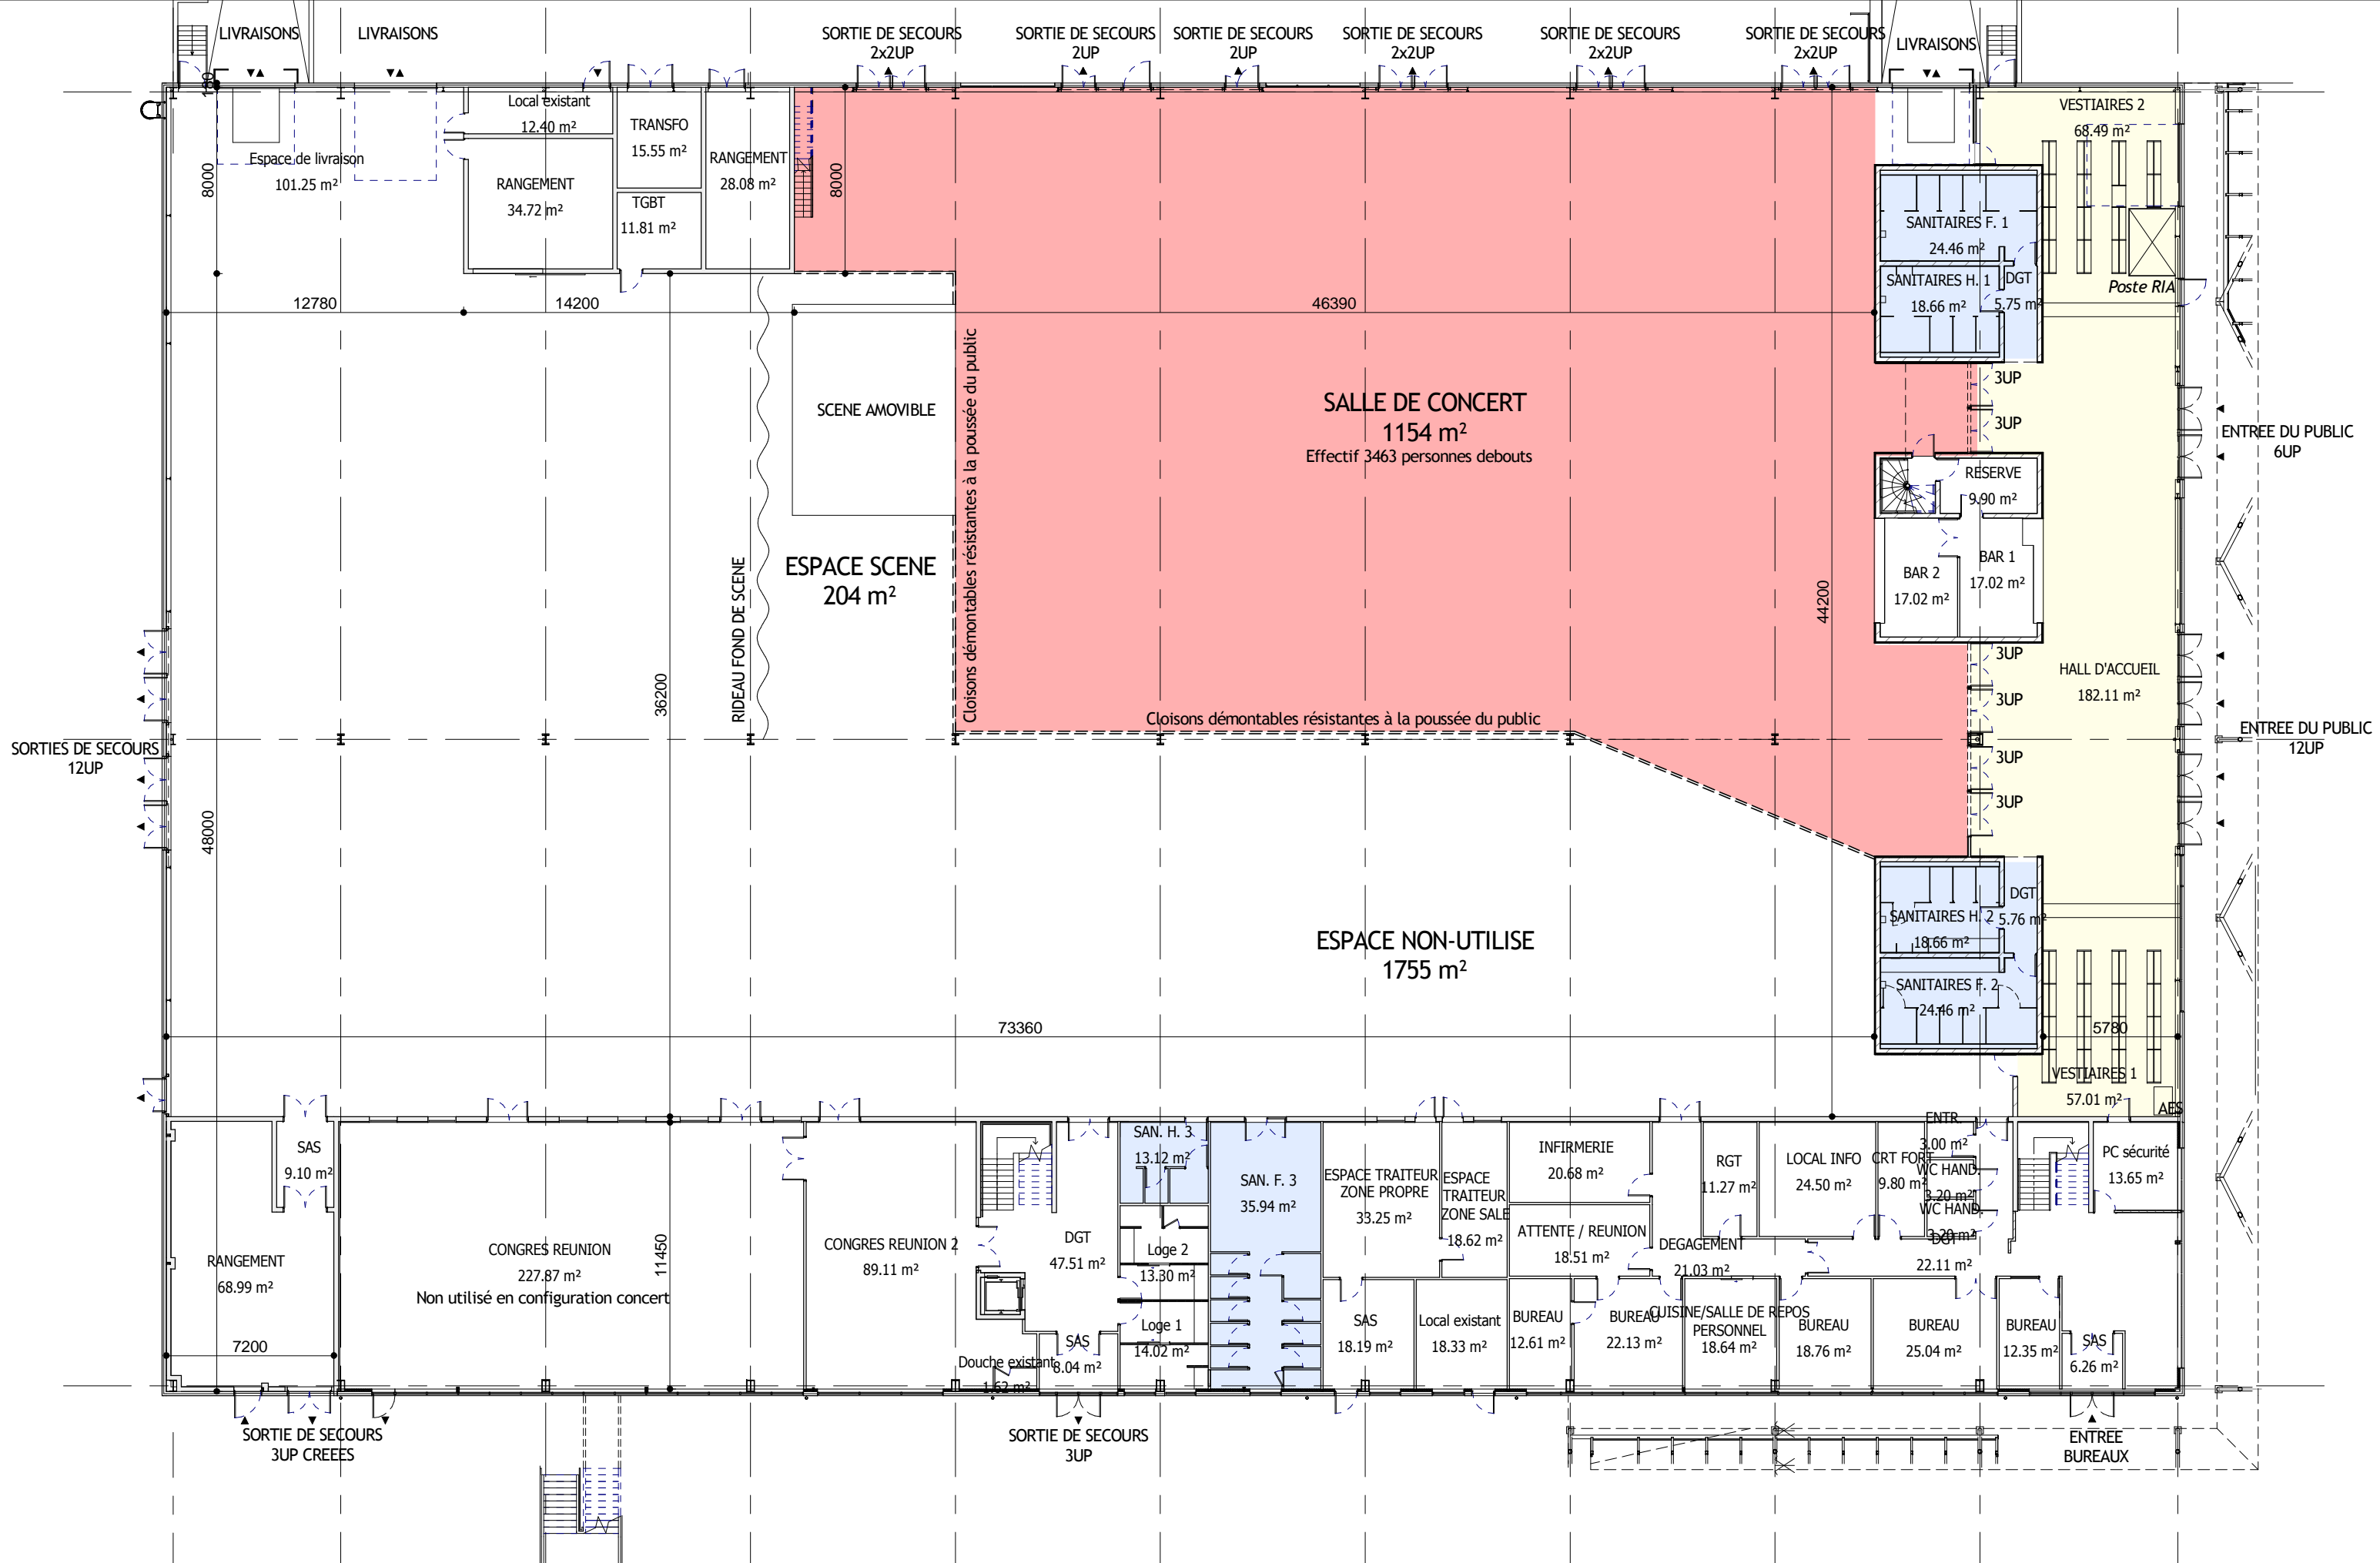 LIVRAISONS
LIVRAISONS
SORTIE DE SECOURS
2x2UP
SORTIE DE SECOURS
2UP
SORTIE DE SECOURS
2UP
SORTIE DE SECOURS
2x2UP
SORTIE DE SECOURS
2x2UP
SORTIE DE SECOURS
2x2UP
LIVRAISONS
Local existant
12.40 m²
TRANSFO
15.55 m²
RANGEMENT
28.08 m²
Espace de livraison
101.25 m²
RANGEMENT
34.72 m²
TGBT
11.81 m²
8000
8000
VESTIAIRES 2
68.49 m²
SANITAIRES F. 1
24.46 m²
SANITAIRES H. 1
18.66 m²
DGT
5.75 m²
Poste RIA
12780
14200
46390
SCENE AMOVIBLE
Cloisons démontables résistantes à la poussée du public
SALLE DE CONCERT
1154 m²
Effectif 3463 personnes debouts
3UP
3UP
ENTREE DU PUBLIC
6UP
RESERVE
9.90 m²
BAR 1
17.02 m²
BAR 2
17.02 m²
ESPACE SCENE
204 m²
RIDEAU FOND DE SCENE
36200
44200
3UP
3UP
3UP
3UP
HALL D'ACCUEIL
182.11 m²
Cloisons démontables résistantes à la poussée du public
SORTIES DE SECOURS
12UP
ENTREE DU PUBLIC
12UP
48000
ESPACE NON-UTILISE
1755 m²
DGT
5.76 m²
SANITAIRES H. 2
18.66 m²
SANITAIRES F. 2
24.46 m²
73360
5780
VESTIAIRES 1
57.01 m²
AES
SAS
9.10 m²
RANGEMENT
68.99 m²
7200
CONGRES REUNION
227.87 m²
Non utilisé en configuration concert
11450
CONGRES REUNION 2
89.11 m²
DGT
47.51 m²
SAN. H. 3
13.12 m²
Loge 2
13.30 m²
Loge 1
14.02 m²
SAS
8.04 m²
Douche existant
1.62 m²
SAN. F. 3
35.94 m²
ESPACE TRAITEUR
ZONE PROPRE
33.25 m²
ESPACE
TRAITEUR
ZONE SALE
18.62 m²
INFIRMERIE
20.68 m²
ATTENTE / REUNION
18.51 m²
RGT
11.27 m²
LOCAL INFO
24.50 m²
CRT FORT
9.80 m²
ENTR.
3.00 m²
WC HAND.
3.20 m²
WC HAND.
3.20 m²
DGT
22.11 m²
PC sécurité
13.65 m²
DEGAGEMENT
21.03 m²
SAS
18.19 m²
Local existant
18.33 m²
BUREAU
12.61 m²
BUREAU
22.13 m²
CUISINE/SALLE DE REPOS
PERSONNEL
18.64 m²
BUREAU
18.76 m²
BUREAU
25.04 m²
BUREAU
12.35 m²
SAS
6.26 m²
SORTIE DE SECOURS
3UP CREEES
SORTIE DE SECOURS
3UP
ENTREE
BUREAUX